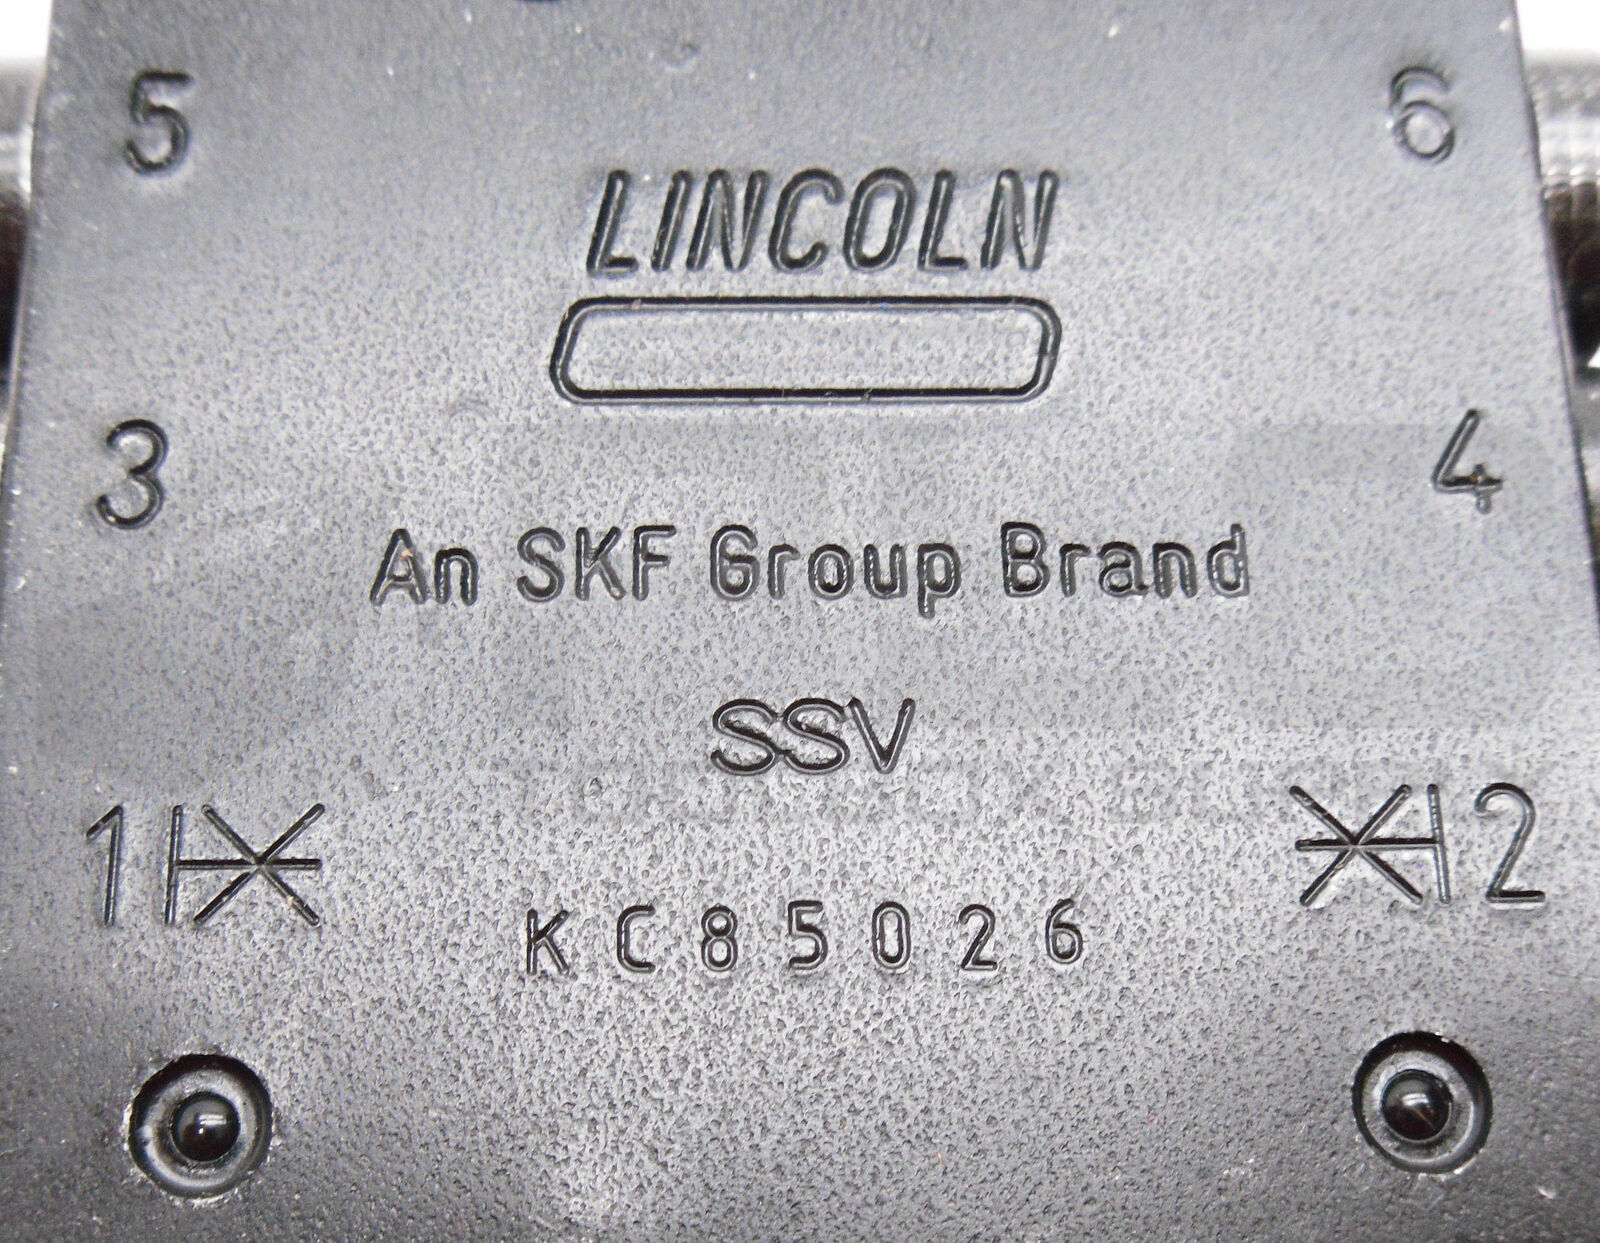 5 6
LINCOLN
3 4
An SKF Group Brand
SSV
1 2
KC85026